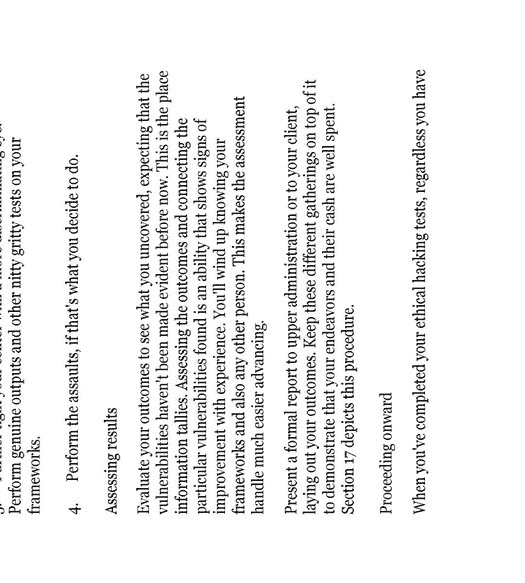 Perform genuine outputs and other nitty gritty tests on your
frameworks.
4. Perform the assaults, if that's what you decide to do.
Assessing results
Evaluate your outcomes to see what you uncovered, expecting that the
vulnerabilities haven't been made evident before now. This is the place
information tallies. Assessing the outcomes and connecting the
particular vulnerabilities found is an ability that shows signs of
improvement with experience. You'll wind up knowing your
frameworks and also any other person. This makes the assessment
handle much easier advancing.
Present a formal report to upper administration or to your client,
laying out your outcomes. Keep these different gatherings on top of it
to demonstrate that your endeavors and their cash are well spent.
Section 17 depicts this procedure.
Proceeding onward
When you've completed your ethical hacking tests, regardless you have